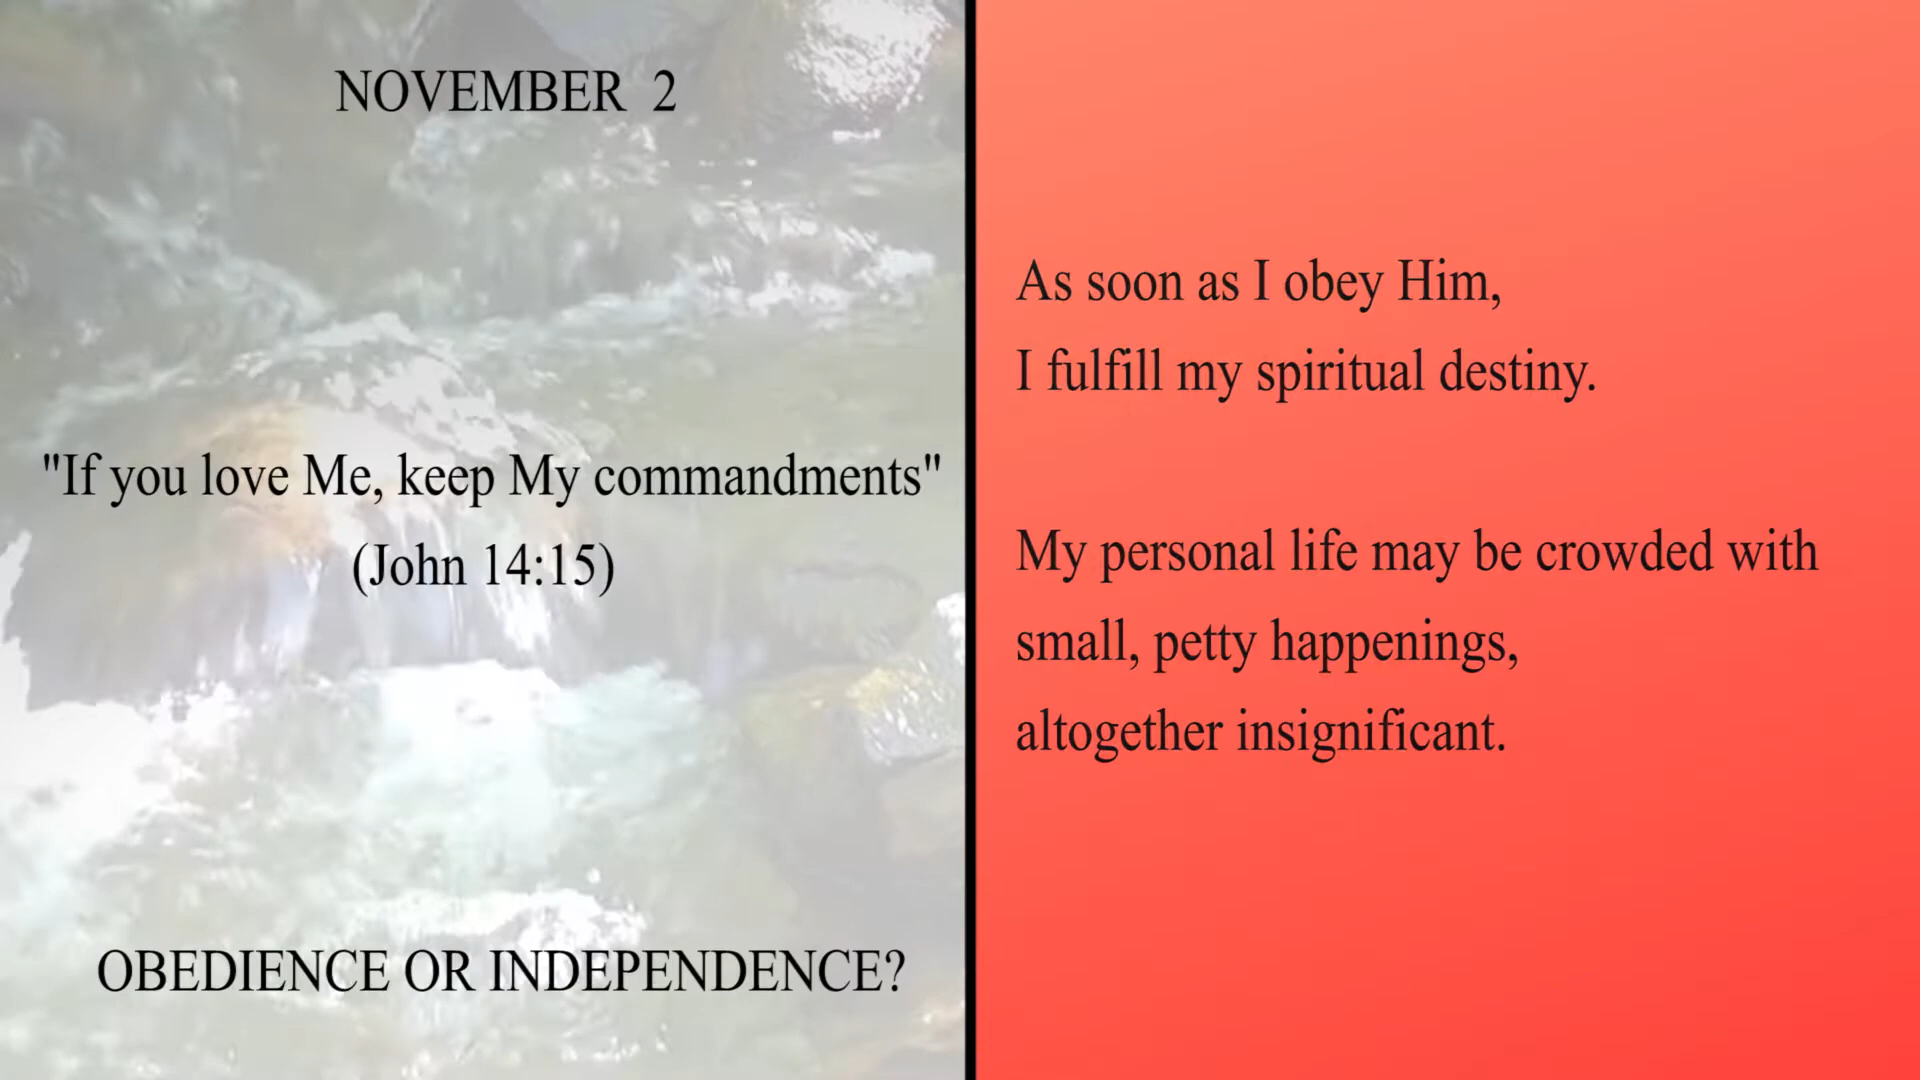 NOVEMBER 2
"If you love Me, keep My commandments"
(John 14:15)
OBEDIENCE OR INDEPENDENCE?
As soon as I obey Him,
I fulfill my spiritual destiny.
My personal life may be crowded with
small, petty happenings,
altogether insignificant.